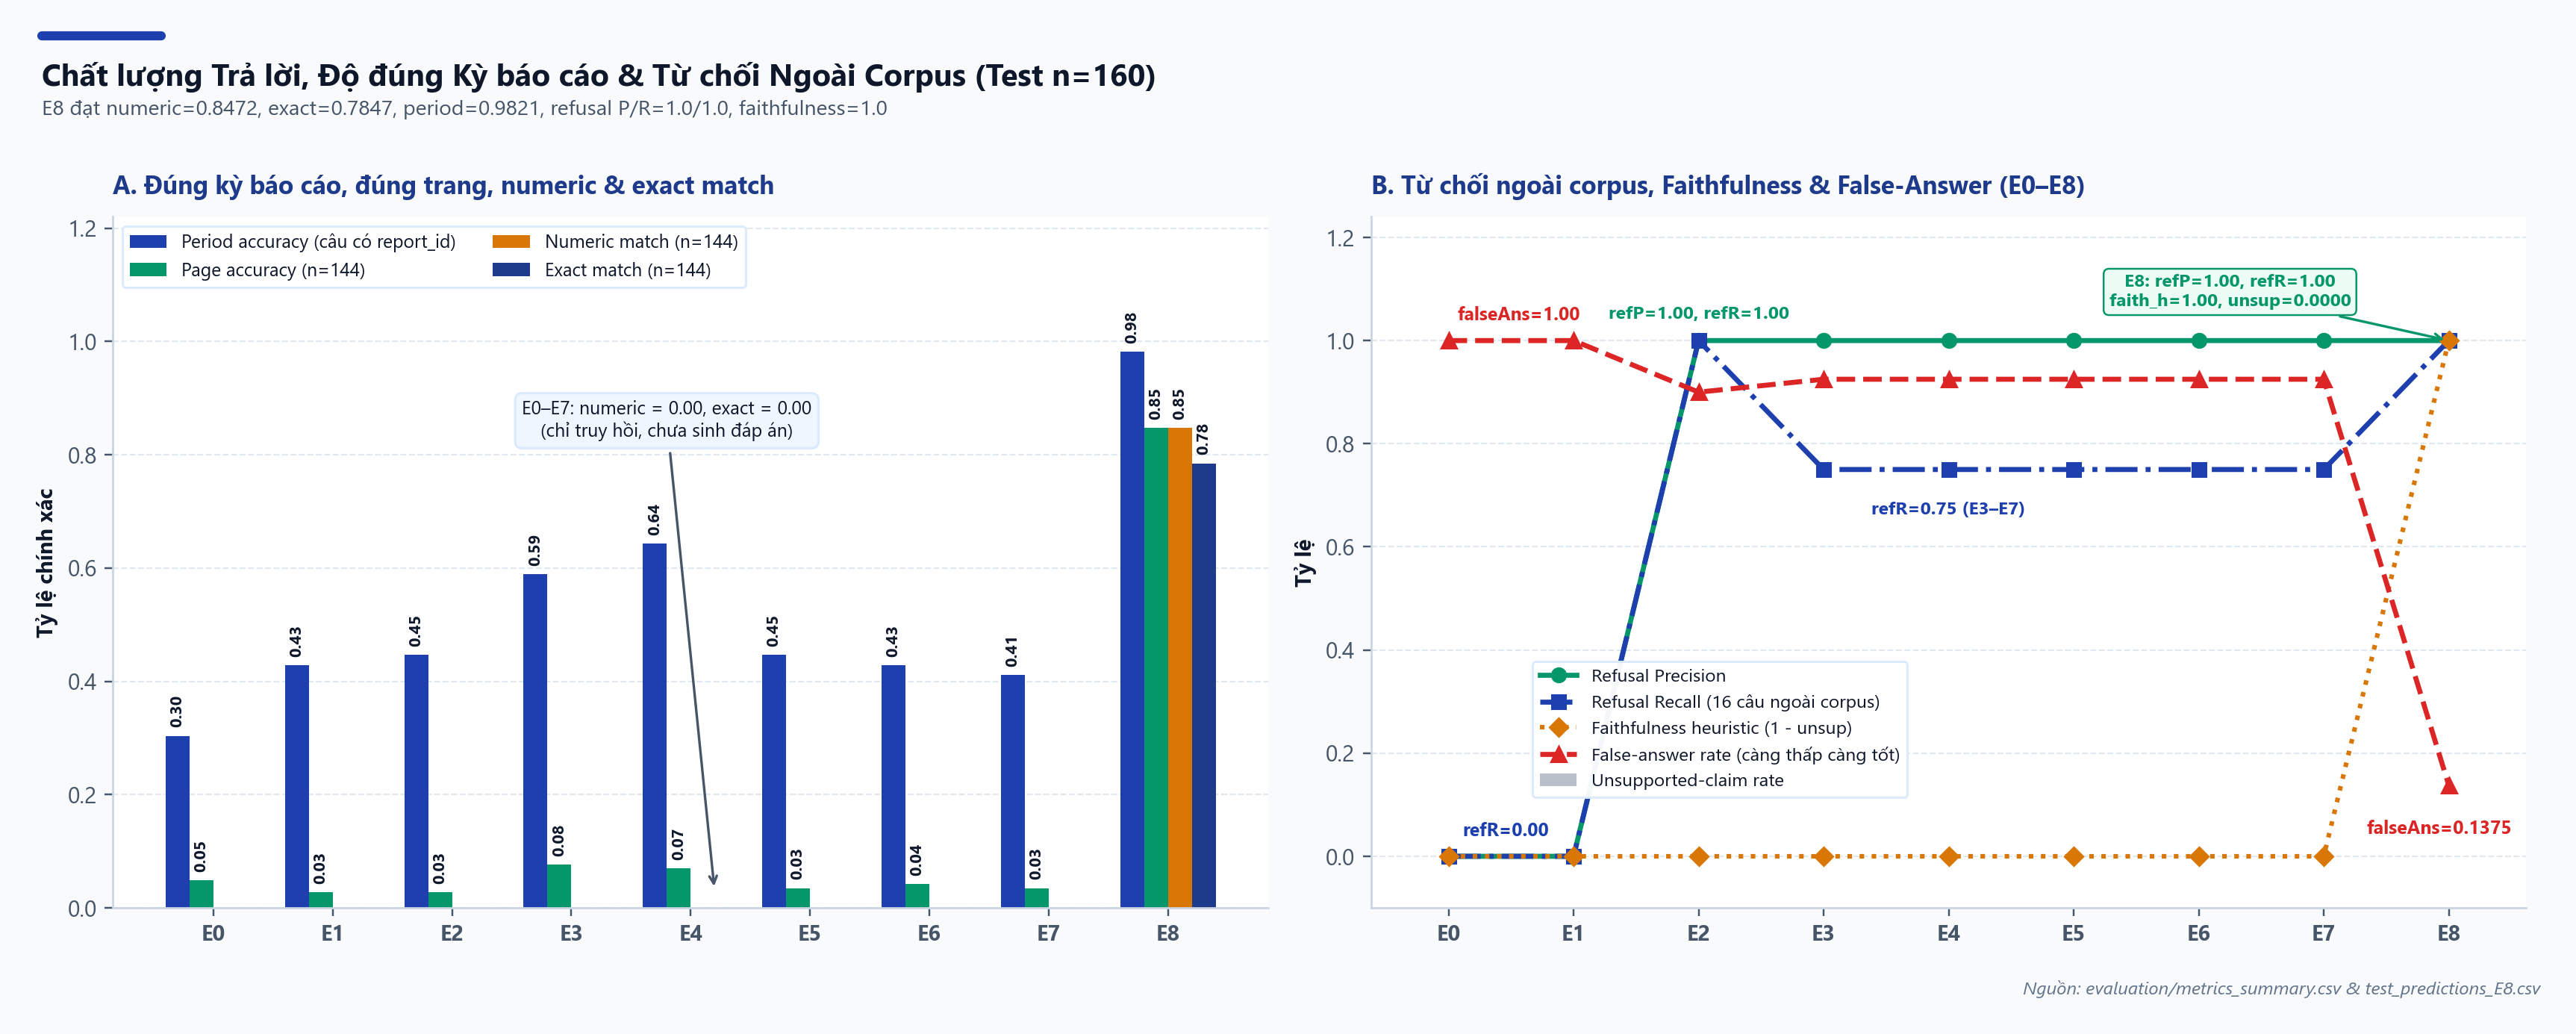 Chất lượng Trả lời, Độ đúng Kỳ báo cáo & Từ chối Ngoài Corpus (Test n=160)
E8 đạt numeric=0.8472, exact=0.7847, period=0.9821, refusal P/R=1.0/1.0, faithfulness=1.0
A. Đúng kỳ báo cáo, đúng trang, numeric & exact match
Period accuracy (câu có report_id)
Page accuracy (n=144)
Numeric match (n=144)
Exact match (n=144)
E0–E7: numeric = 0.00, exact = 0.00
(chỉ truy hồi, chưa sinh đáp án)
Tỷ lệ chính xác
1.2
1.0
0.8
0.6
0.4
0.2
0.0
0.30
0.05
0.43
0.03
0.45
0.03
0.59
0.08
0.64
0.07
0.45
0.03
0.43
0.04
0.41
0.03
0.98
0.85
0.85
0.78
E0
E1
E2
E3
E4
E5
E6
E7
E8
B. Từ chối ngoài corpus, Faithfulness & False-Answer (E0–E8)
Tỷ lệ
1.2
1.0
0.8
0.6
0.4
0.2
0.0
falseAns=1.00
refP=1.00, refR=1.00
E8: refP=1.00, refR=1.00
faith_h=1.00, unsup=0.0000
refR=0.75 (E3–E7)
Refusal Precision
Refusal Recall (16 câu ngoài corpus)
Faithfulness heuristic (1 - unsup)
False-answer rate (càng thấp càng tốt)
Unsupported-claim rate
refR=0.00
falseAns=0.1375
E0
E1
E2
E3
E4
E5
E6
E7
E8
Nguồn: evaluation/metrics_summary.csv & test_predictions_E8.csv